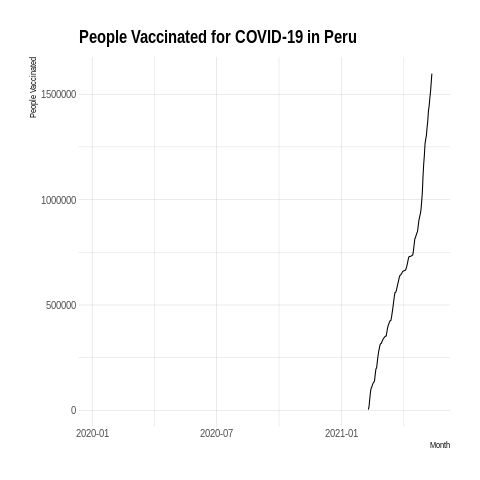 People Vaccinated for COVID-19 in Peru
People Vaccinated
1500000
1000000
500000
0
2020-01
2020-07
2021-01
Month